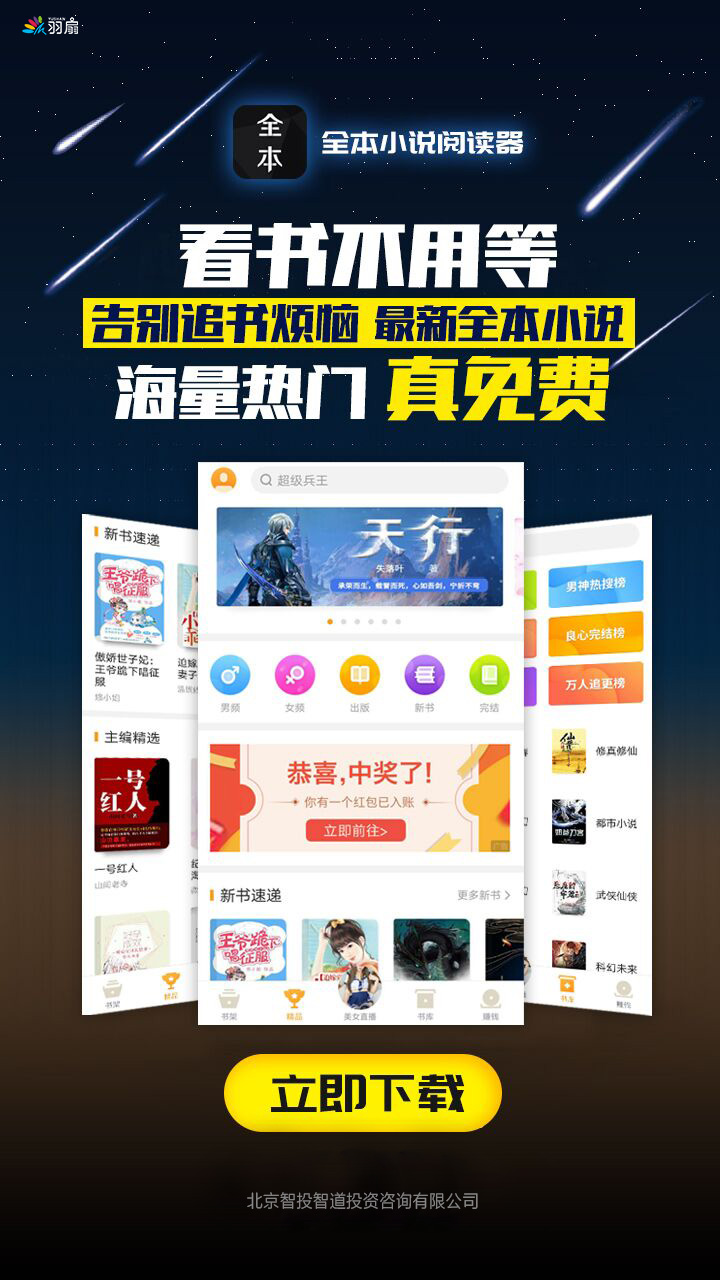 YUSHAN
羽扇
全本
全本小说阅读器
看书不用等
告别追书烦恼 最新全本小说
海量热门 真免费
超级兵王
天行
失落叶 著
承荣而生，载誉而死，心如吾剑，宁折不弯
男频
女频
出版
新书
完结
恭喜，中奖了！
你有一个红包已入账
立即前往>
广告
新书速递
更多新书
王爷跪下唱征服
书架
精品
美女直播
书库
赚钱
新书速递
王爷跪下唱征服
傲娇世子妃：
王爷跪下唱征
服
迫嫁
妻子
主编精选
一号红人
一号红人
山间老寺
书架
精品
男神热搜榜
良心完结榜
万人追更榜
修真修仙
都市小说
武侠仙侠
科幻未来
书库
赚钱
立即下载
北京智投智道投资咨询有限公司